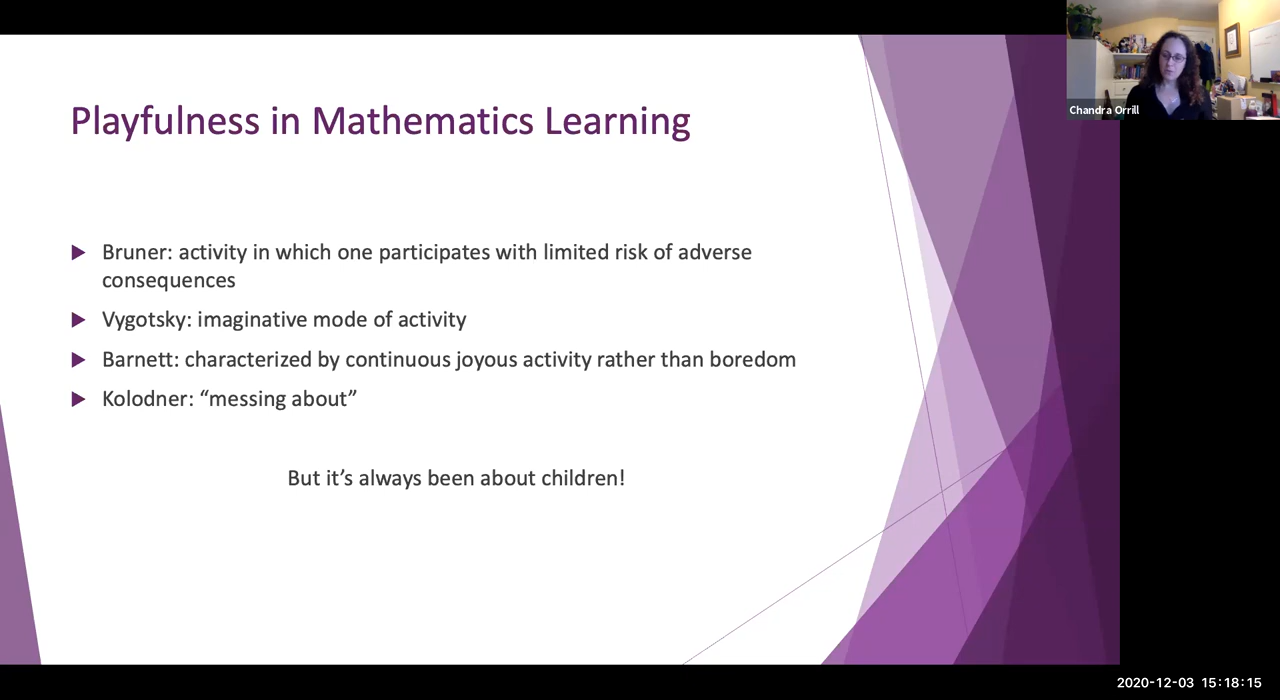 Playfulness in Mathematics Learning
Bruner: activity in which one participates with limited risk of adverse
consequences
Vygotsky: imaginative mode of activity
Barnett: characterized by continuous joyous activity rather than boredom
Kolodner: “messing about”
But it’s always been about children!
Chandra Orrill
2020-12-03 15:18:15